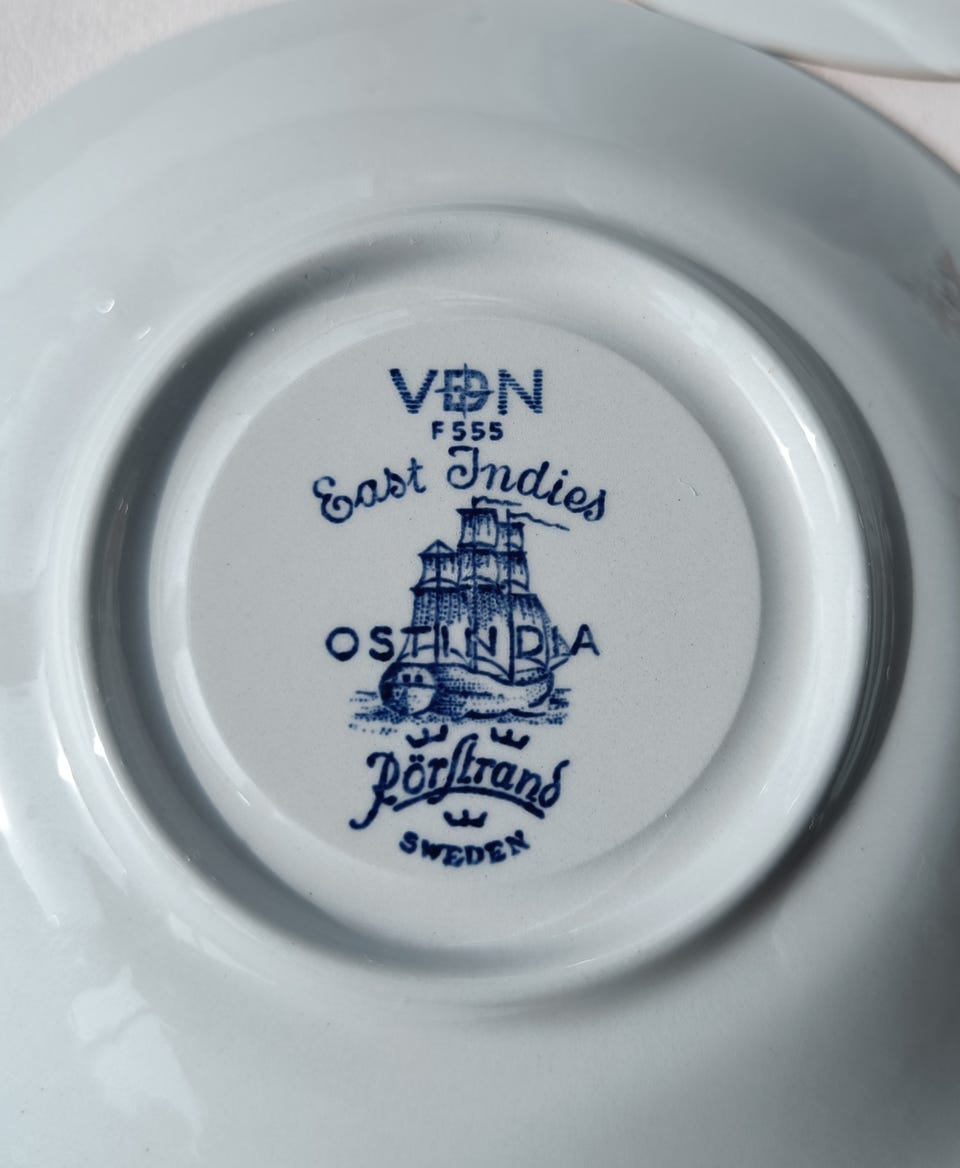 VDN
F555
East Indies
OSTINDIA
Rörstrand
SWEDEN